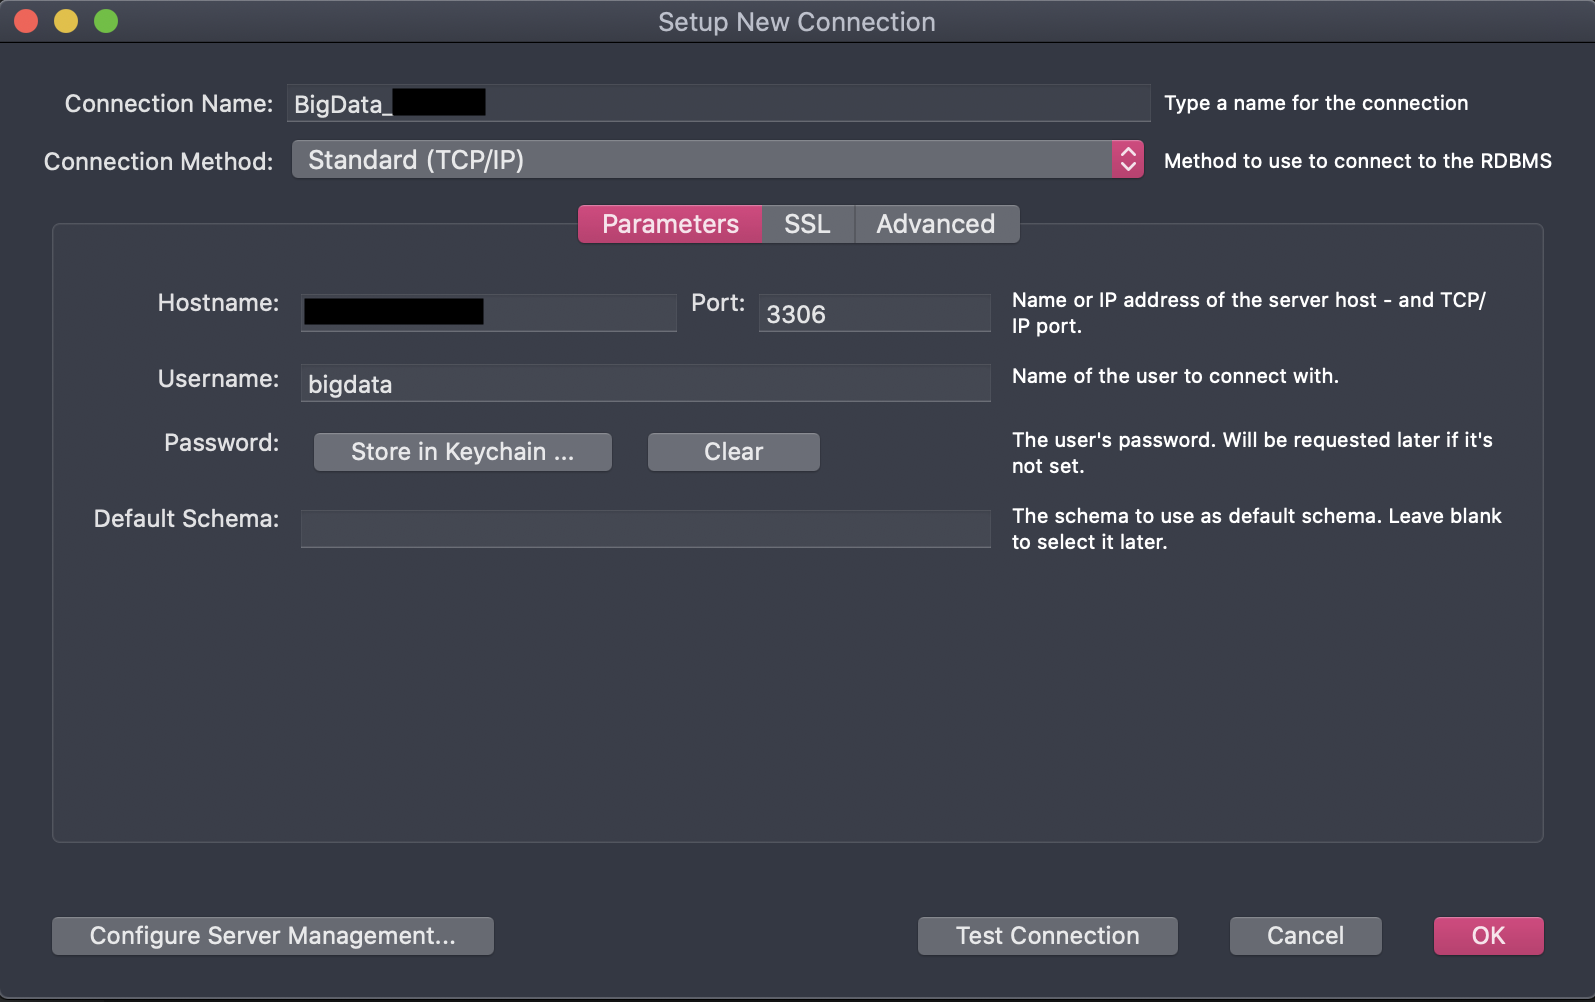 Setup New Connection
Connection Name: BigData_ Type a name for the connection
Connection Method: Standard (TCP/IP) Method to use to connect to the RDBMS
Parameters SSL Advanced
Hostname: Port: 3306 Name or IP address of the server host - and TCP/
IP port.
Username: bigdata Name of the user to connect with.
Password: Store in Keychain ... Clear The user's password. Will be requested later if it's
not set.
Default Schema: The schema to use as default schema. Leave blank
to select it later.
Configure Server Management... Test Connection Cancel OK